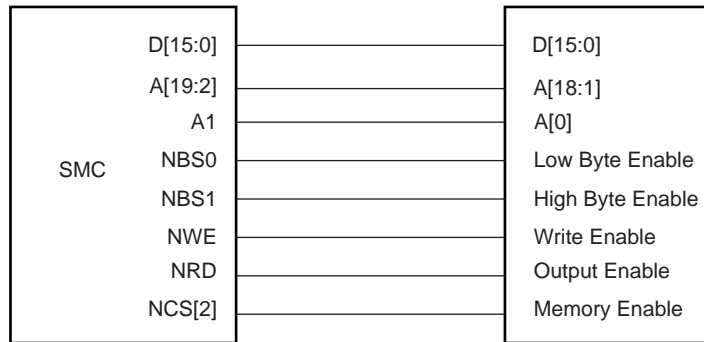 D[15:0] D[15:0]
A[19:2] A[18:1]
A1 A[0]
NBS0 Low Byte Enable
SMC
NBS1 High Byte Enable
NWE Write Enable
NRD Output Enable
NCS[2] Memory Enable